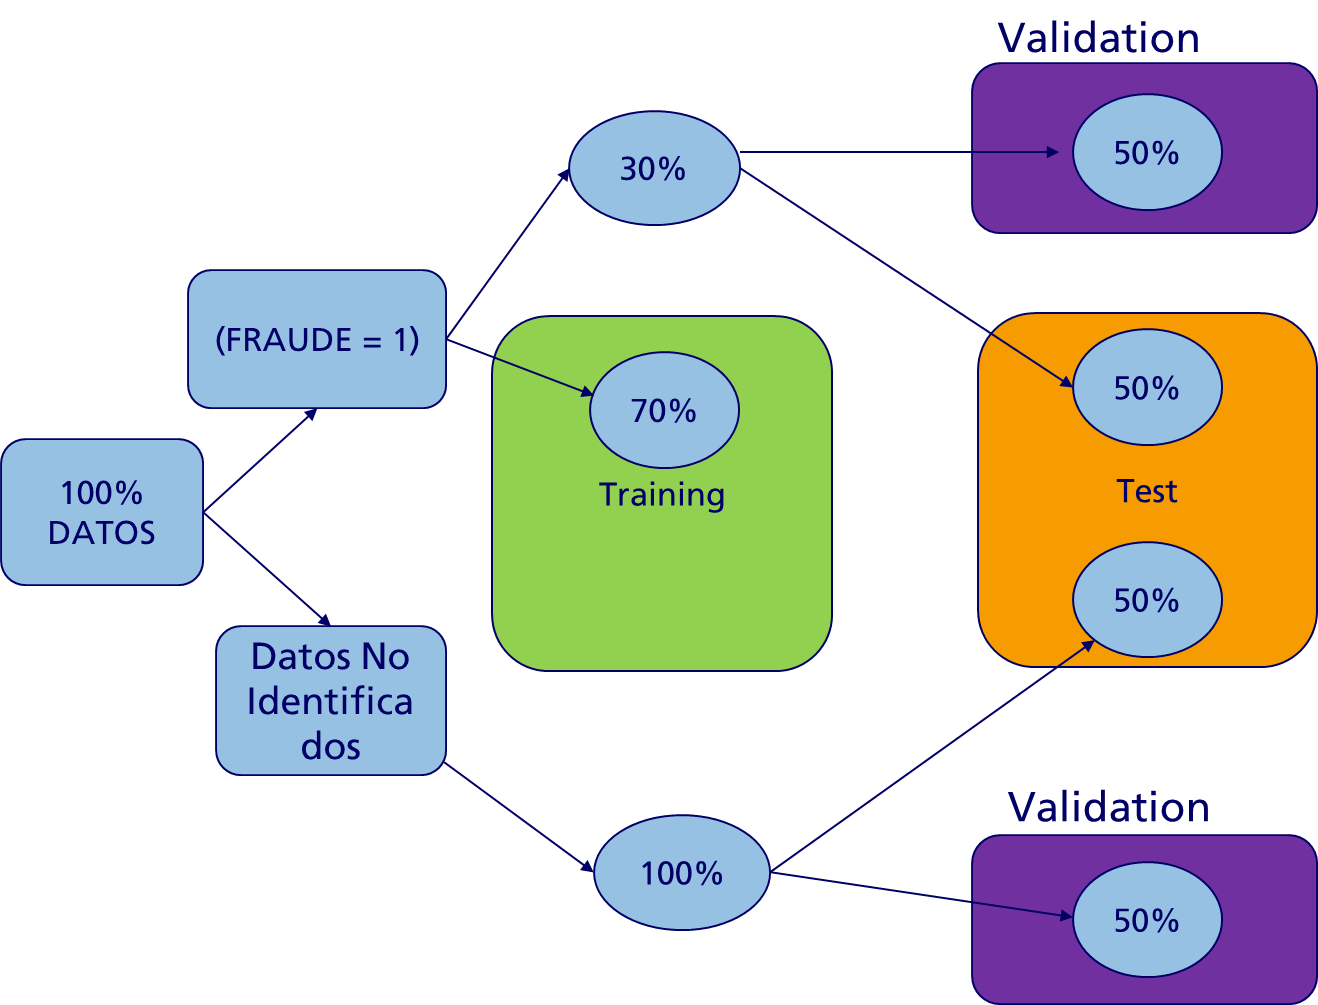 Validation
50%
30%
(FRAUDE = 1)
50%
70%
Training
Test
100%
DATOS
50%
Datos No
Identifica
dos
Validation
100%
50%